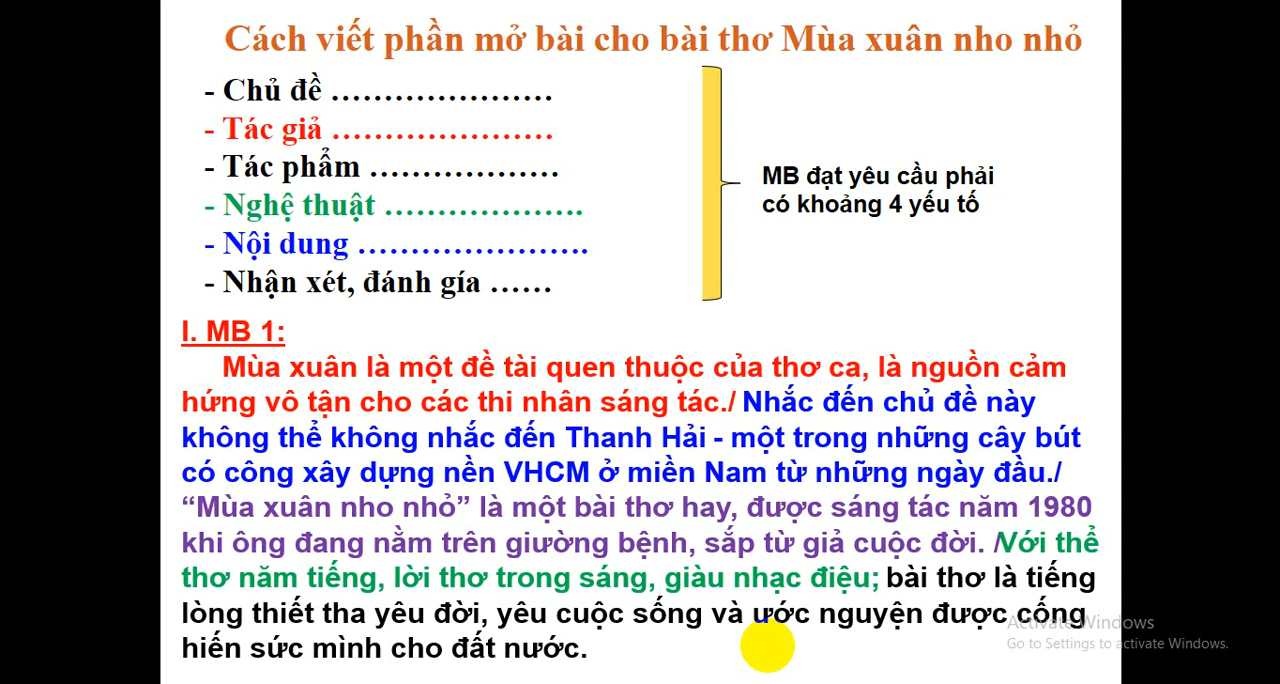 Cách viết phần mở bài cho bài thơ Mùa xuân nho nhỏ
- Chủ đề .....................
- Tác giả .....................
- Tác phẩm ..................
- Nghệ thuật ...................
- Nội dung ......................
- Nhận xét, đánh gía ......
MB đạt yêu cầu phải
có khoảng 4 yếu tố
I. MB 1:
Mùa xuân là một đề tài quen thuộc của thơ ca, là nguồn cảm
hứng vô tận cho các thi nhân sáng tác./ Nhắc đến chủ đề này
không thể không nhắc đến Thanh Hải - một trong những cây bút
có công xây dựng nền VHCM ở miền Nam từ những ngày đầu./
“Mùa xuân nho nhỏ” là một bài thơ hay, được sáng tác năm 1980
khi ông đang nằm trên giường bệnh, sắp từ giả cuộc đời. /Với thể
thơ năm tiếng, lời thơ trong sáng, giàu nhạc điệu; bài thơ là tiếng
lòng thiết tha yêu đời, yêu cuộc sống và ước nguyện được cống
hiến sức mình cho đất nước.
Activate Windows
Go to Settings to activate Windows.